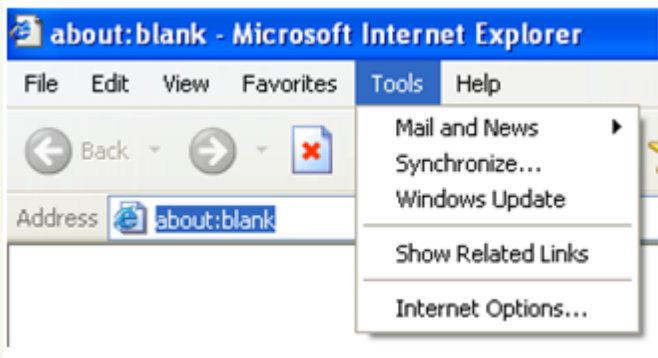 about:blank - Microsoft Internet Explorer
File Edit View Favorites Tools Help
Back
Mail and News
Synchronize...
Windows Update
Address about:blank
Show Related Links
Internet Options...